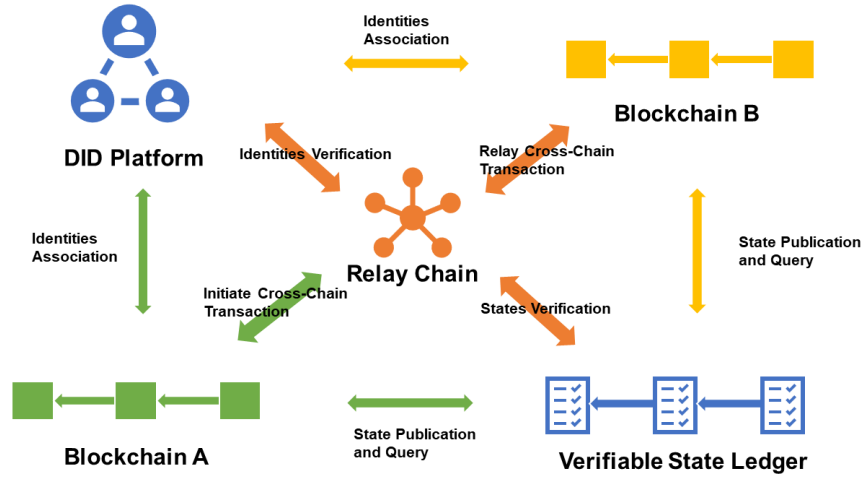 Identities
Association
DID Platform
Blockchain B
Identities Verification
Relay Cross-Chain
Transaction
Identities
Association
Relay Chain
State Publication
and Query
Initiate Cross-Chain
Transaction
States Verification
State Publication
and Query
Blockchain A
Verifiable State Ledger